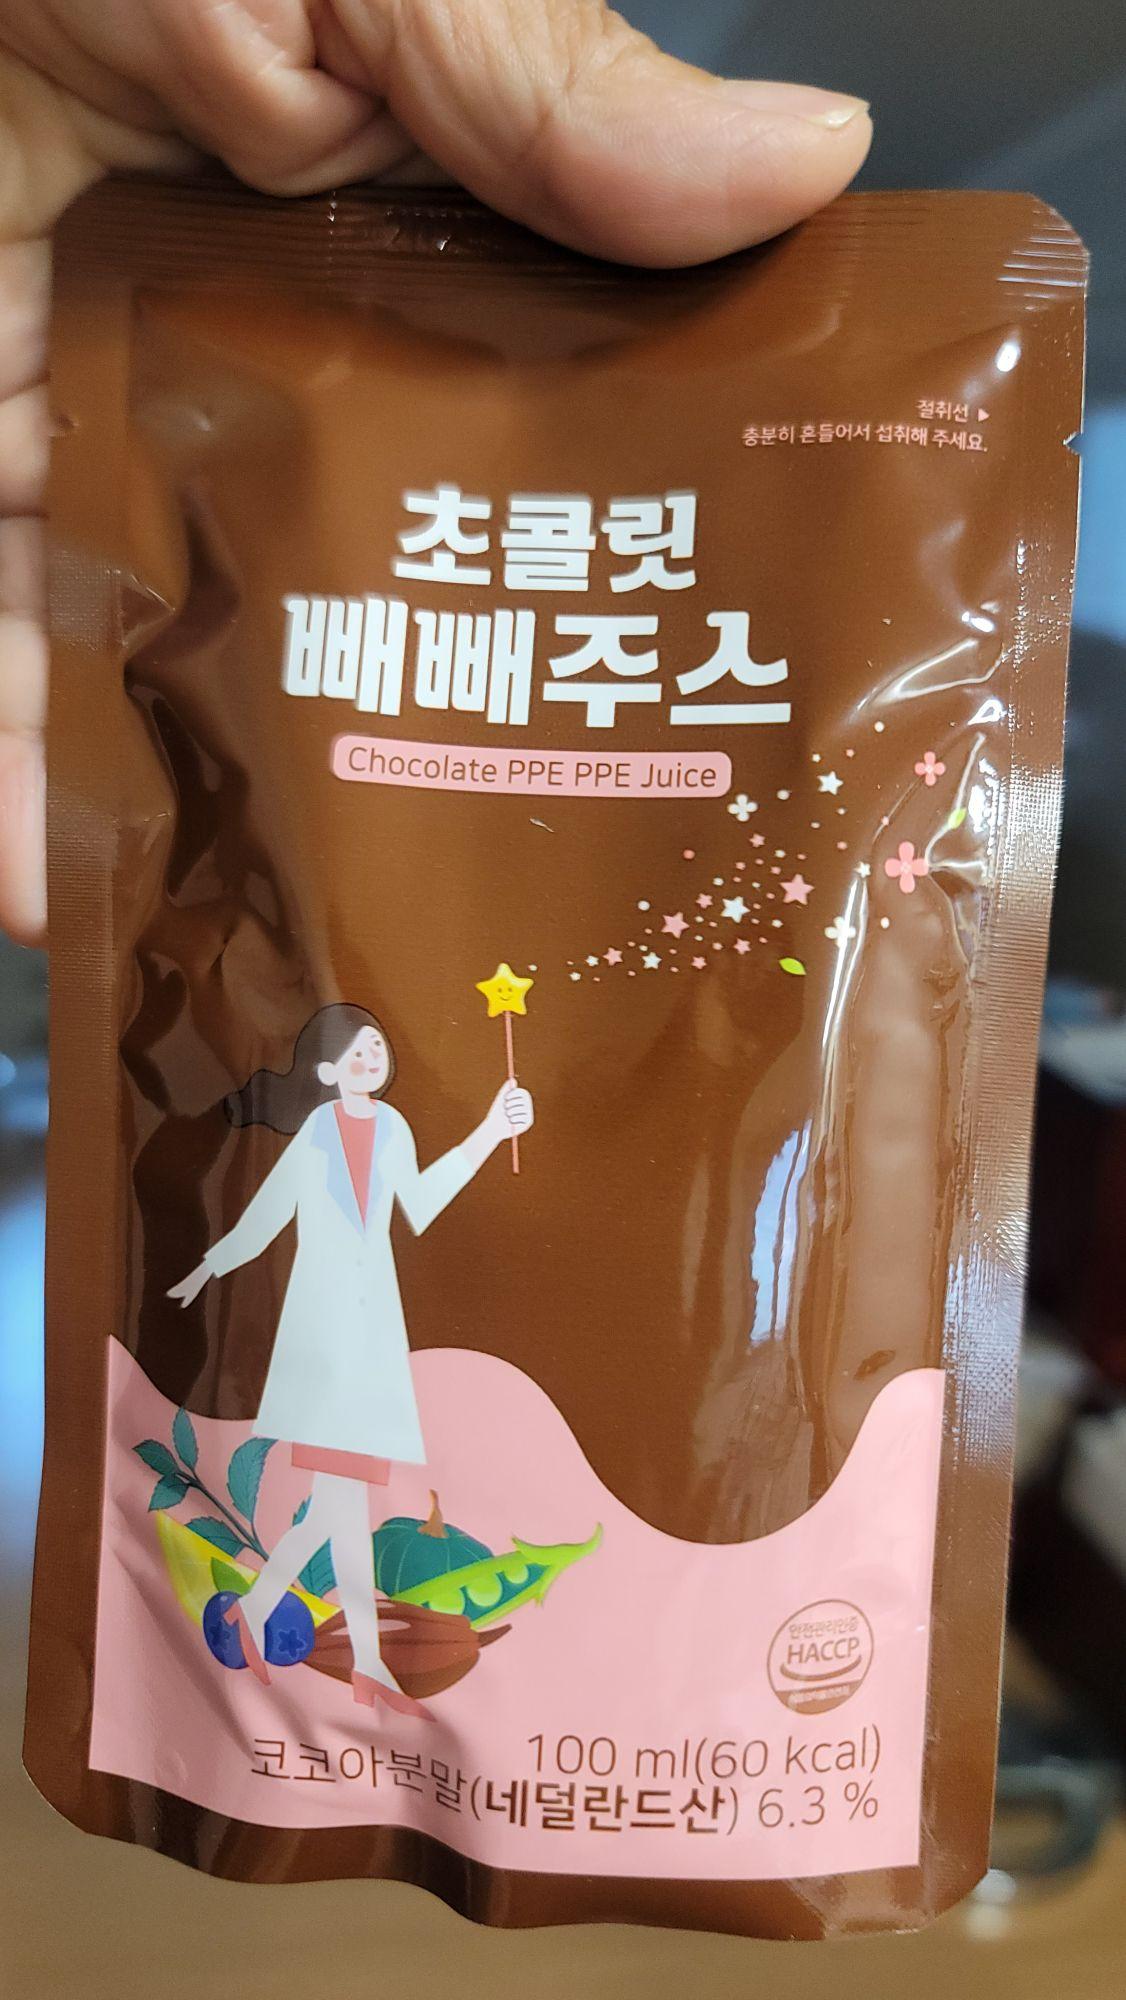 절취선 ▶
충분히 흔들어서 섭취해 주세요.
초콜릿
빼빼주스
Chocolate PPE PPE Juice
안전관리인증
HACCP
100 ml(60 kcal)
코코아분말(네덜란드산) 6.3 %